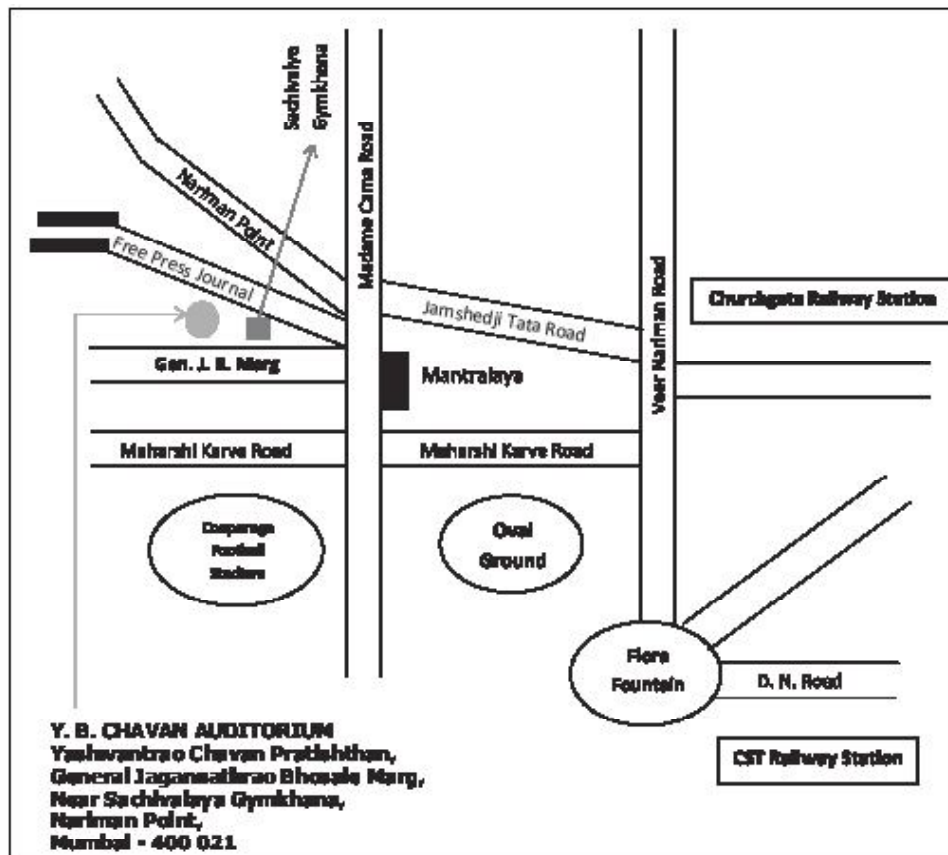 Sachivalya
Gymkhana
Madame Cama Road
Nariman Point
Free Press Journal
Veer Nariman Road
Churchgate Railway Station
Jamshedji Tata Road
Gen. J. B. Marg
Mantralaya
Maharshi Karve Road
Maharshi Karve Road
Cooperage
Football
Stadium
Oval
Ground
Flora
Fountain
D. N. Road
Y. B. CHAVAN AUDITORIUM
Yashvantrao Chavan Pratishthan,
General Jagannathrao Bhosale Marg,
Near Sachivalaya Gymkhana,
Nariman Point,
Mumbai - 400 021
CST Railway Station